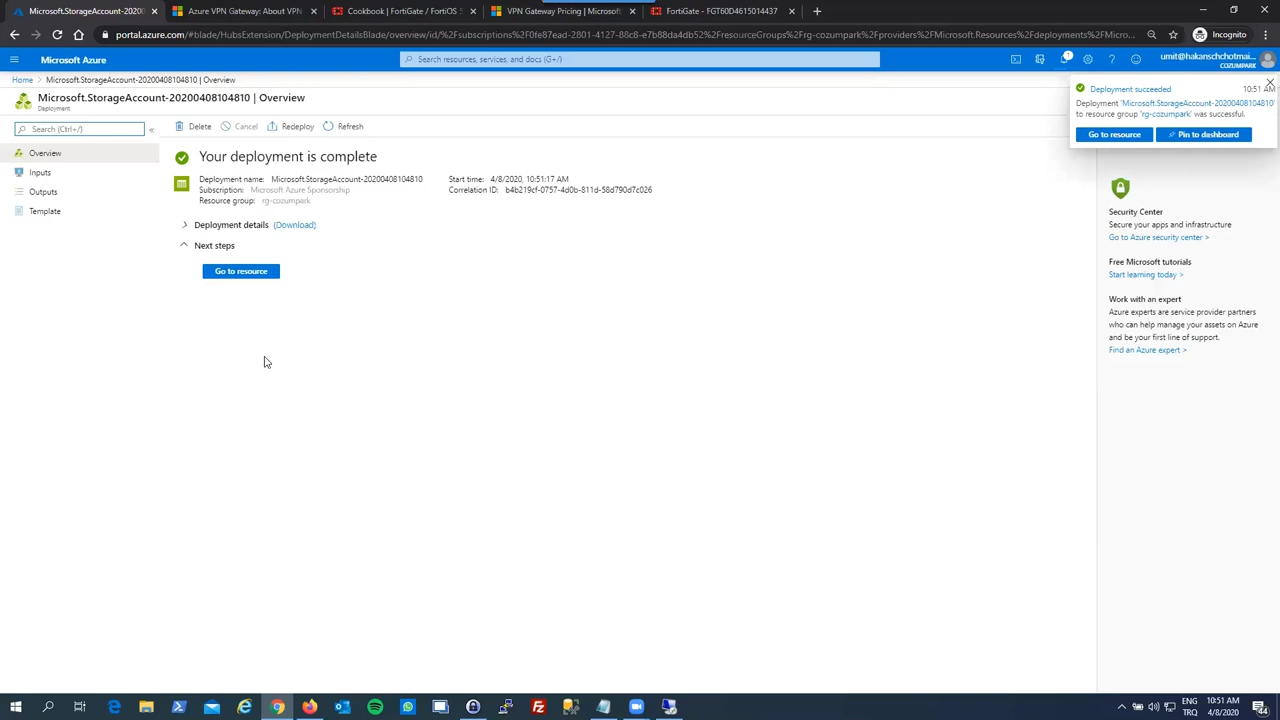 Microsoft.StorageAccount-20200
Azure VPN Gateway: About VPN
Cookbook | FortiGate / FortiOS
VPN Gateway Pricing | Microsoft
FortiGate - FGT60D4615014437
Incognito
Microsoft Azure
Search resources, services, and docs (G+/)
1
umit@hakanschchotmai...
COZUMPARK
Home > Microsoft.StorageAccount-20200408104810 | Overview
Microsoft.StorageAccount-20200408104810 | Overview
Deployment
Search (Ctrl+/)
«
Delete
Cancel
Redeploy
Refresh
Overview
Inputs
Outputs
Template
Your deployment is complete
Deployment name: Microsoft.StorageAccount-20200408104810
Subscription: Microsoft Azure Sponsorship
Resource group: rg-cozumpark
Start time: 4/8/2020, 10:51:17 AM
Correlation ID: b4b219cf-0757-4d0b-811d-58d790d7c026
Deployment details (Download)
Next steps
Go to resource
Deployment succeeded
10:51 AM
Deployment 'Microsoft.StorageAccount-20200408104810'
to resource group 'rg-cozumpark' was successful.
Go to resource
Pin to dashboard
Security Center
Secure your apps and infrastructure
Go to Azure security center >
Free Microsoft tutorials
Start learning today >
Work with an expert
Azure experts are service provider partners
who can help manage your assets on Azure
and be your first line of support.
Find an Azure expert >
ENG
TRQ
10:51 AM
4/8/2020